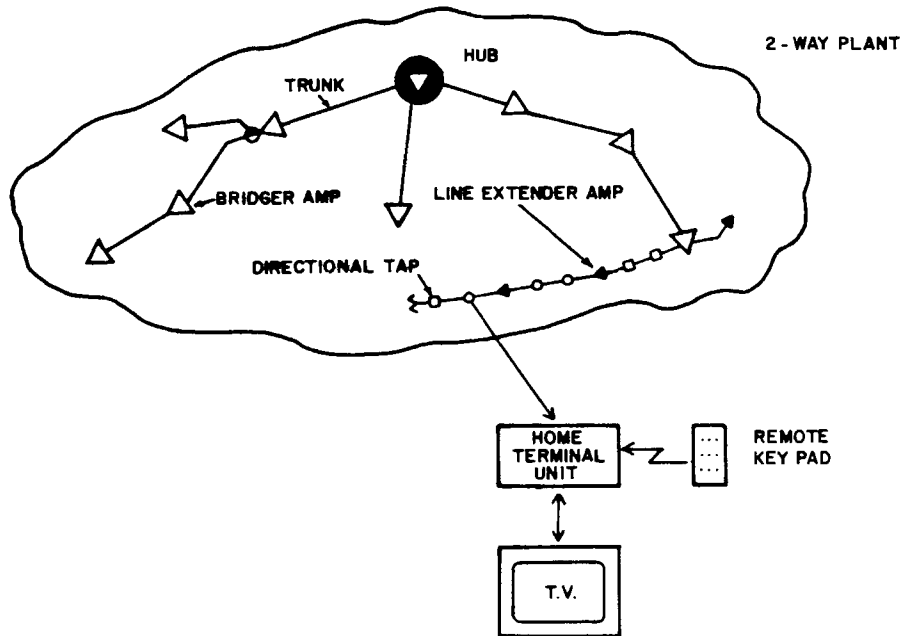 2-WAY PLANT
HUB
TRUNK
BRIDGER AMP
LINE EXTENDER AMP
DIRECTIONAL TAP
HOME
TERMINAL
UNIT
REMOTE
KEY PAD
T.V.